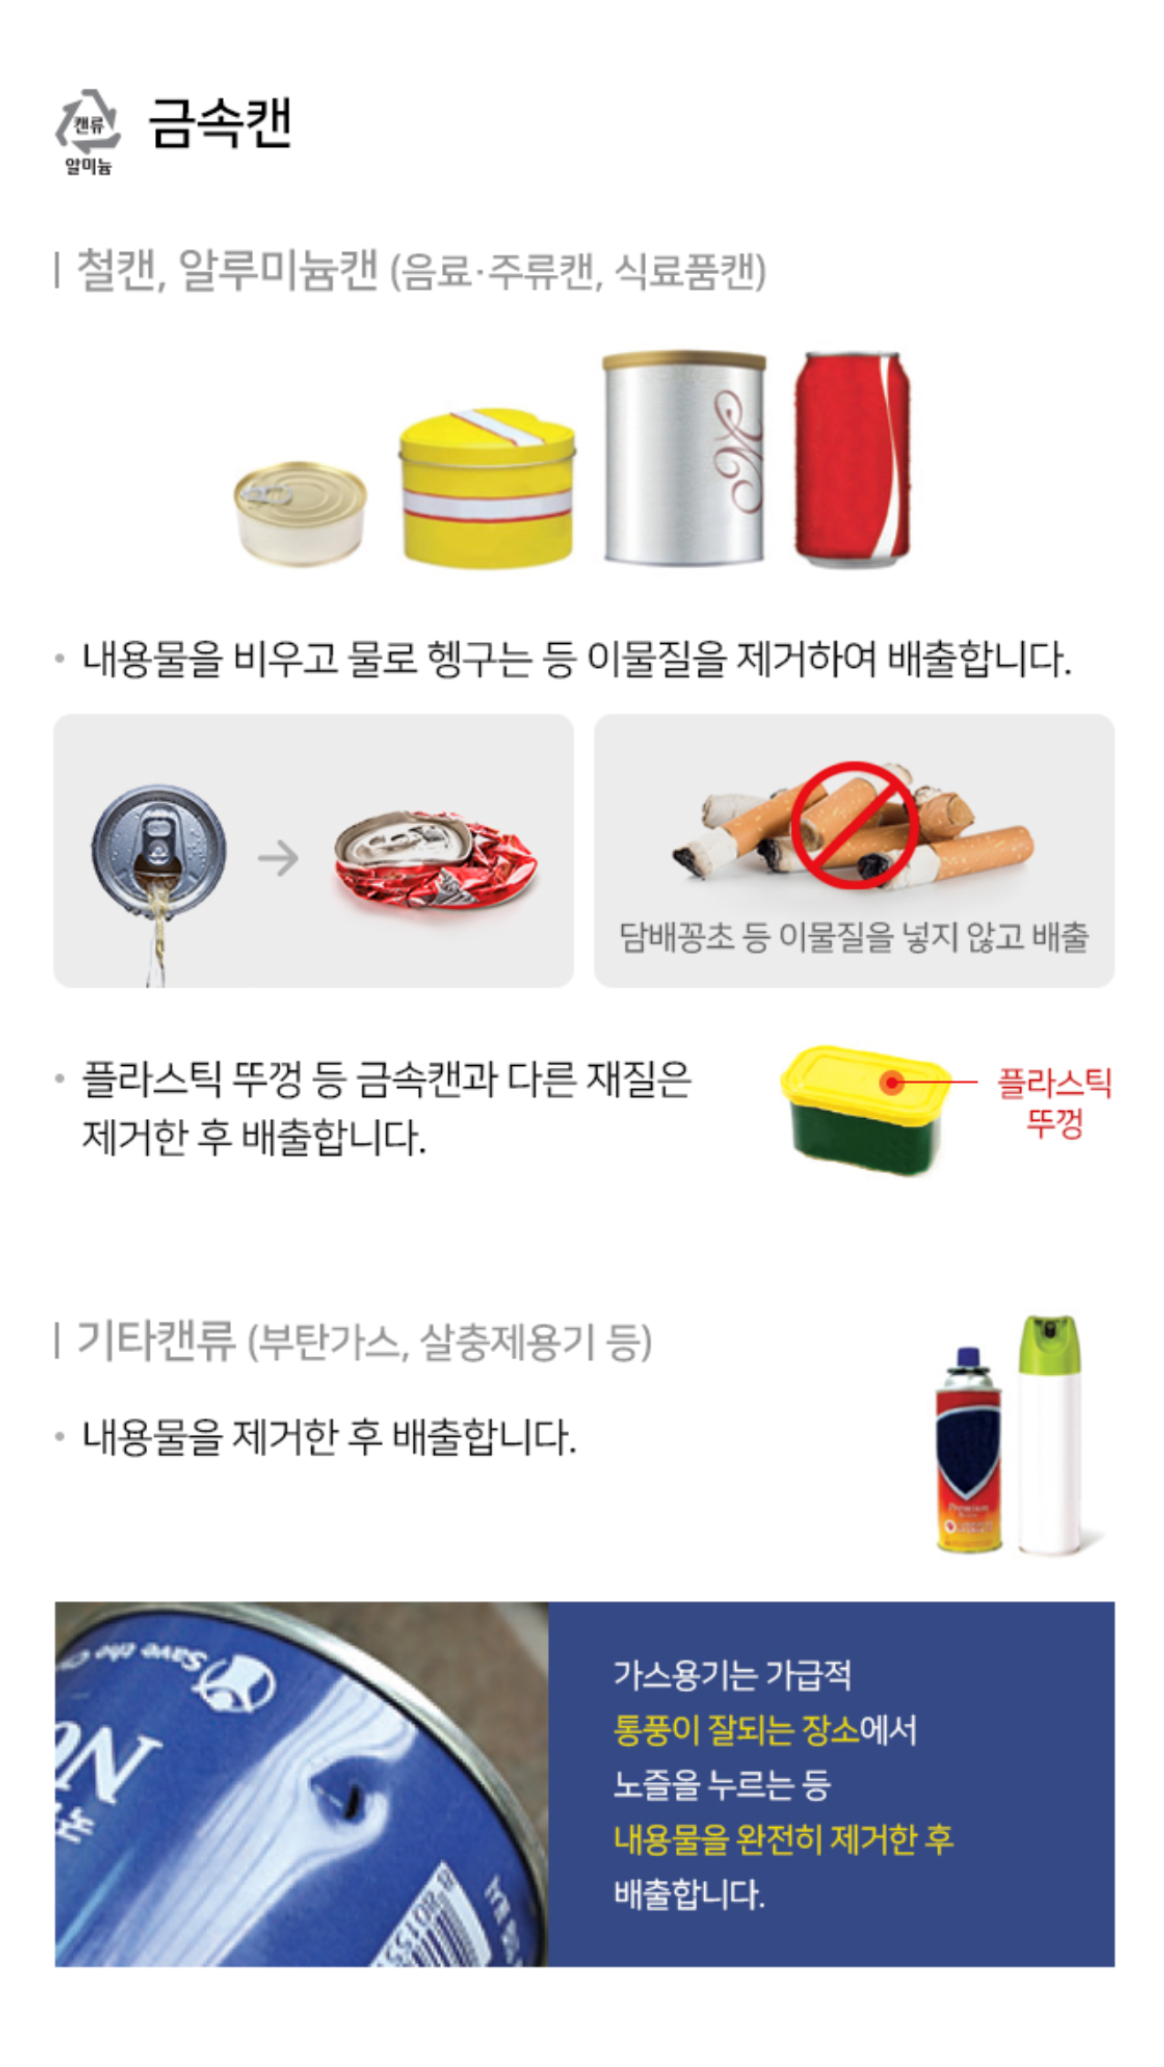 캔류
알미늄
금속캔
철캔, 알루미늄캔 (음료·주류캔, 식료품캔)
• 내용물을 비우고 물로 헹구는 등 이물질을 제거하여 배출합니다.
담배꽁초 등 이물질을 넣지 않고 배출
• 플라스틱 뚜껑 등 금속캔과 다른 재질은
제거한 후 배출합니다.
플라스틱
뚜껑
기타캔류 (부탄가스, 살충제용기 등)
• 내용물을 제거한 후 배출합니다.
Premium
Save the
가스용기는 가급적
통풍이 잘되는 장소에서
노즐을 누르는 등
내용물을 완전히 제거한 후
배출합니다.